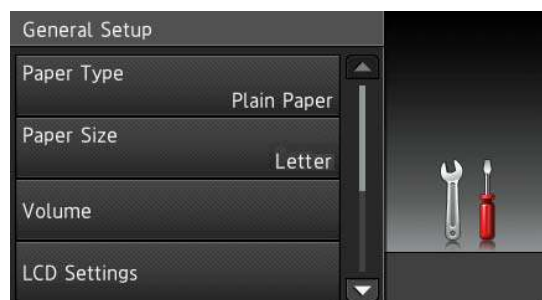 General Setup
Paper Type
Plain Paper
Paper Size
Letter
Volume
LCD Settings